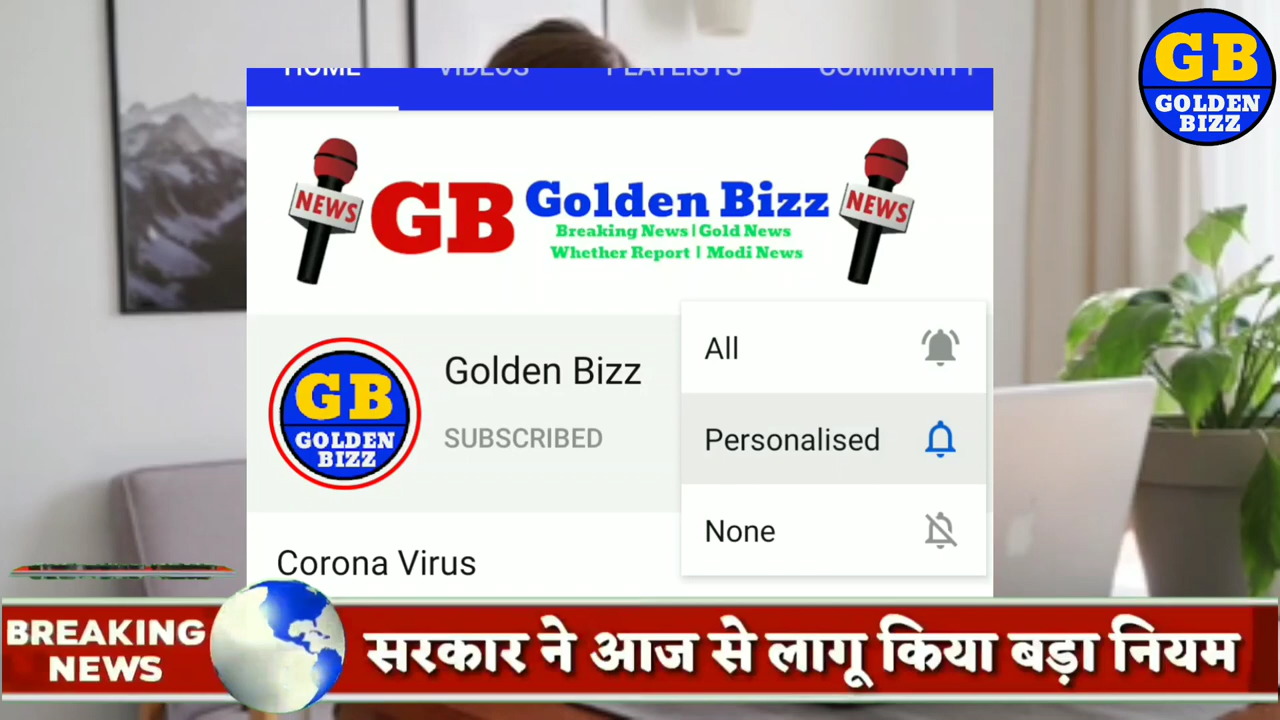 HOME VIDEOS PLAYLISTS COMMUNITY
GB
GOLDEN
BIZZ
NEWS
GB
Golden Bizz
Breaking News | Gold News
Whether Report | Modi News
NEWS
All
Personalised
None
GB
GOLDEN
BIZZ
Golden Bizz
SUBSCRIBED
Corona Virus
BREAKING
NEWS
सरकार ने आज से लागू किया बड़ा नियम